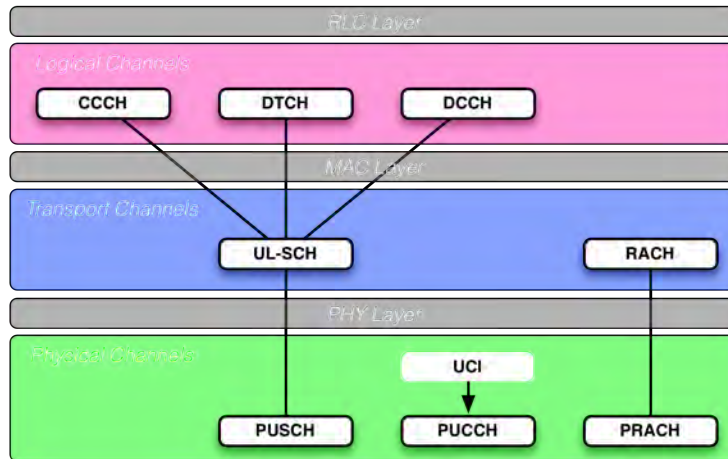 RLC Layer
Logical Channels
CCCH DTCH DCCH
MAC Layer
Transport Channels
UL-SCH RACH
PHY Layer
Physical Channels
UCI
PUSCH PUCCH PRACH